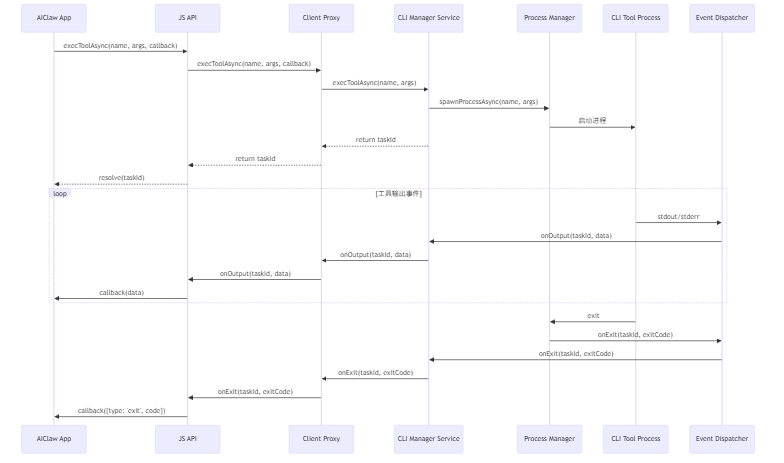 AIClaw App
JS API
Client Proxy
CLI Manager Service
Process Manager
CLI Tool Process
Event Dispatcher
execToolAsync(name, args, callback)
execToolAsync(name, args, callback)
execToolAsync(name, args)
spawnProcessAsync(name, args)
启动进程
return taskId
return taskId
resolve(taskId)
loop
[工具输出事件]
stdout/stderr
onOutput(taskId, data)
onOutput(taskId, data)
onOutput(taskId, data)
callback(data)
exit
onExit(taskId, exitCode)
onExit(taskId, exitCode)
onExit(taskId, exitCode)
onExit(taskId, exitCode)
callback([type: 'exit', code])
AIClaw App
JS API
Client Proxy
CLI Manager Service
Process Manager
CLI Tool Process
Event Dispatcher